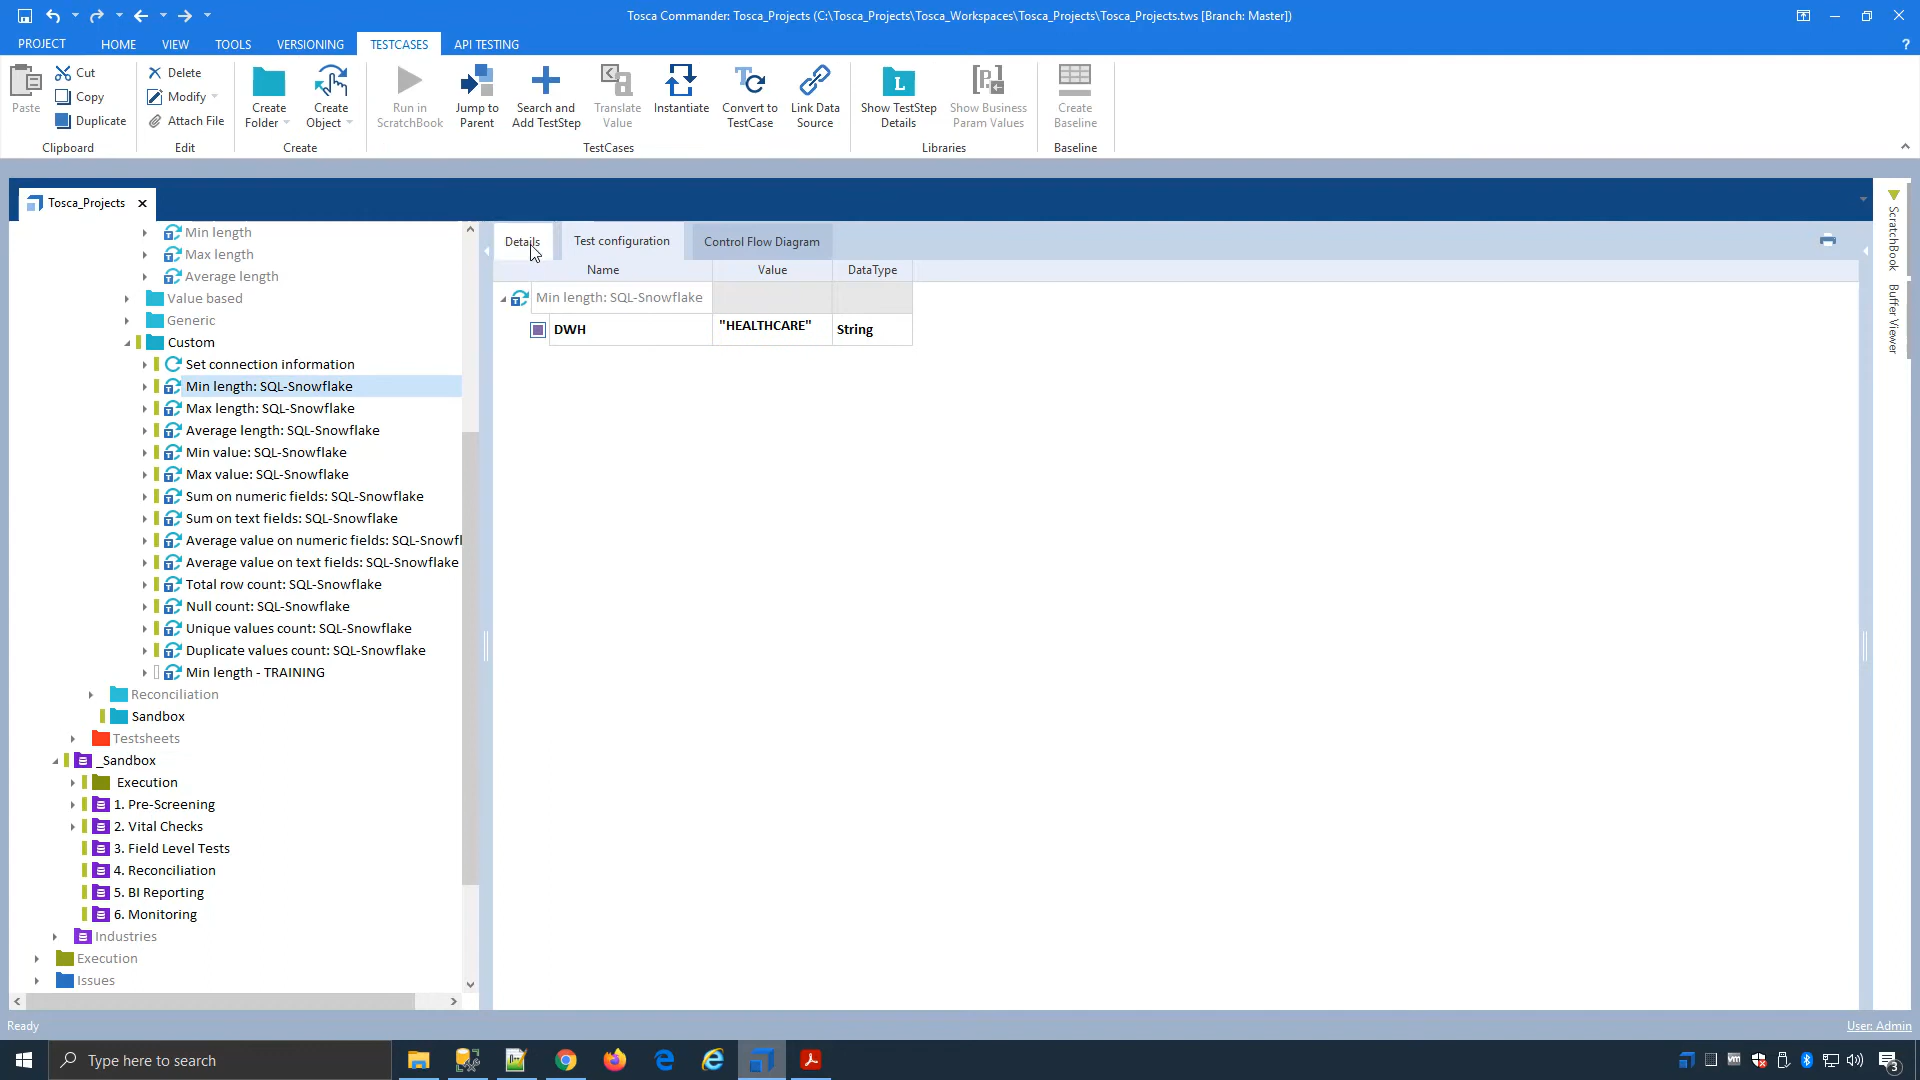 Tosca Commander: Tosca_Projects (C:\Tosca_Projects\Tosca_Workspaces\Tosca_Projects\Tosca_Projects.tws [Branch: Master])
PROJECT HOME VIEW TOOLS VERSIONING TESTCASES API TESTING
?
Paste
Cut
Copy
Duplicate
Clipboard
Delete
Modify
Attach File
Edit
Create Folder
Create Object
Create
Run in ScratchBook
Jump to Parent
Search and Add TestStep
Translate Value
Instantiate
Convert to TestCase
Link Data Source
TestCases
Show TestStep Details
Show Business Param Values
Libraries
Create Baseline
Baseline
Tosca_Projects
Min length
Max length
Average length
Value based
Generic
Custom
Set connection information
Min length: SQL-Snowflake
Max length: SQL-Snowflake
Average length: SQL-Snowflake
Min value: SQL-Snowflake
Max value: SQL-Snowflake
Sum on numeric fields: SQL-Snowflake
Sum on text fields: SQL-Snowflake
Average value on numeric fields: SQL-Snowfl
Average value on text fields: SQL-Snowflake
Total row count: SQL-Snowflake
Null count: SQL-Snowflake
Unique values count: SQL-Snowflake
Duplicate values count: SQL-Snowflake
Min length - TRAINING
Reconciliation
Sandbox
Testsheets
_Sandbox
Execution
1. Pre-Screening
2. Vital Checks
3. Field Level Tests
4. Reconciliation
5. BI Reporting
6. Monitoring
Industries
Execution
Issues
Details Test configuration Control Flow Diagram
Name Value DataType
Min length: SQL-Snowflake
DWH "HEALTHCARE" String
ScratchBook
Buffer Viewer
Ready
User: Admin
Type here to search
3